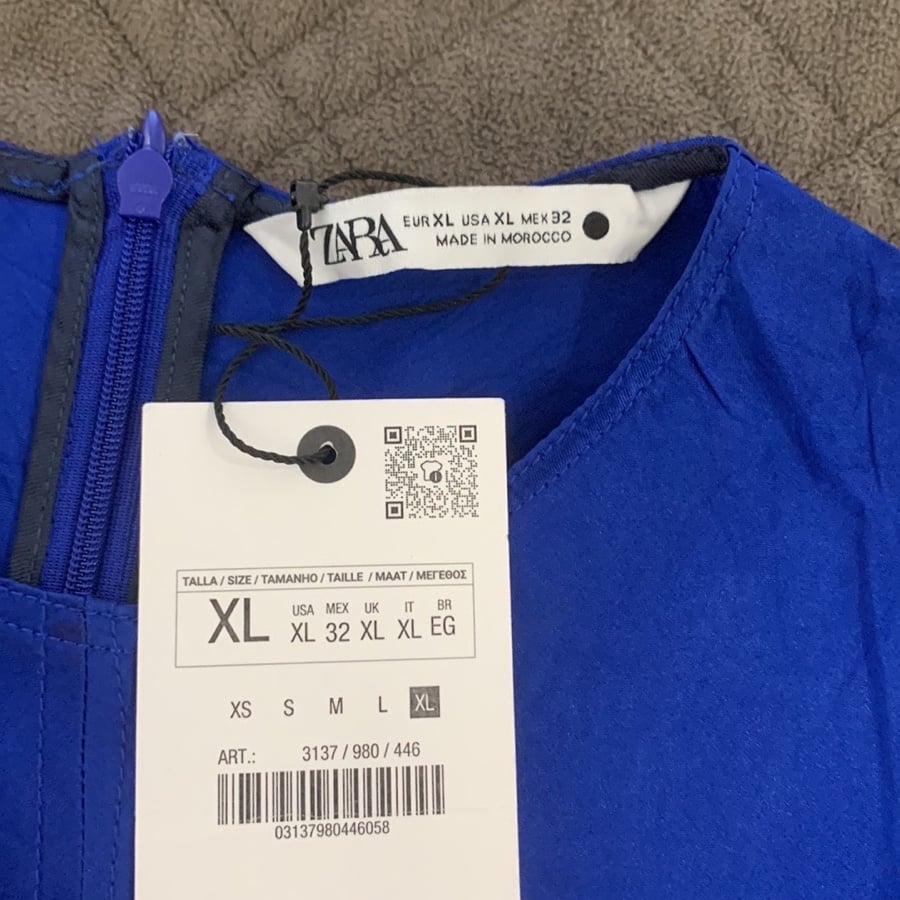 ZARA
EUR XL USA XL MEX 32
MADE IN MOROCCO
TALLA / SIZE / TAMANHO / TAILLE / MAAT / ΜΕΓΕΘΟΣ
XL
USA MEX UK IT BR
XL 32 XL XL EG
XS S M L XL
ART.: 3137 / 980 / 446
03137980446058